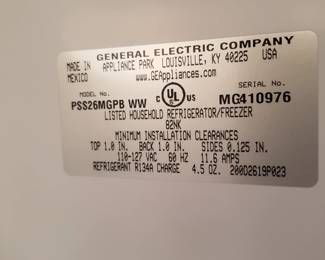 GENERAL ELECTRIC COMPANY
MADE IN MEXICO APPLIANCE PARK LOUISVILLE, KY 40225 USA
www.GEAppliances.com
MODEL NO. SERIAL NO.
PSS26MGPB WW C UL US MG410976
LISTED HOUSEHOLD REFRIGERATOR/FREEZER
82NK
MINIMUM INSTALLATION CLEARANCES
TOP 1.0 IN. BACK 1.0 IN. SIDES 0.125 IN.
110-127 VAC 60 HZ 11.6 AMPS
REFRIGERANT R134A CHARGE 4.5 OZ. 200D2619P023